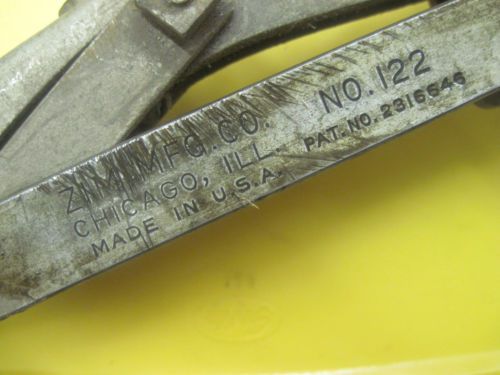 ZIM MFG. CO.
CHICAGO, ILL.
MADE IN U.S.A.
NO. 122
PAT. NO. 2316646